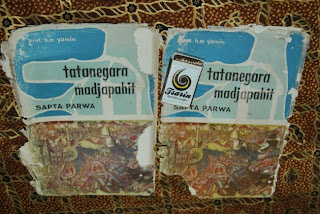 prof. h.m yamin
tatanegara
madjapahit
SAPTA PARWA
prof. h.m yamin
tatanegara
madjapahit
SAPTA PARWA